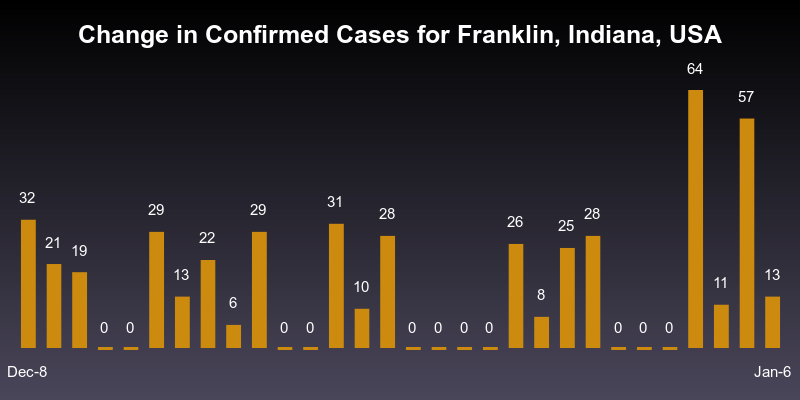 Change in Confirmed Cases for Franklin, Indiana, USA
32 21 19 0 0 29 13 22 6 29 0 0 31 10 28 0 0 0 0 26 8 25 28 0 0 0 64 11 57 13
Dec-8 Jan-6